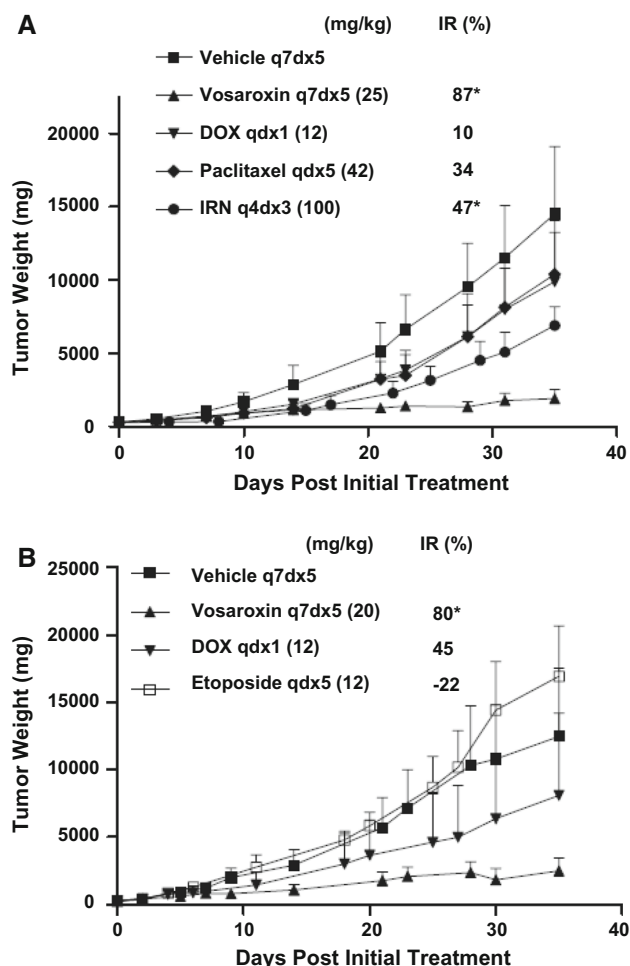 A
(mg/kg) IR (%)
Vehicle q7dx5
Vosaroxin q7dx5 (25) 87*
DOX qdx1 (12) 10
Paclitaxel qdx5 (42) 34
IRN q4dx3 (100) 47*
Tumor Weight (mg)
20000
15000
10000
5000
0
0 10 20 30 40
Days Post Initial Treatment
B
(mg/kg) IR (%)
Vehicle q7dx5
Vosaroxin q7dx5 (20) 80*
DOX qdx1 (12) 45
Etoposide qdx5 (12) -22
Tumor Weight (mg)
25000
20000
15000
10000
5000
0
0 10 20 30 40
Days Post Initial Treatment